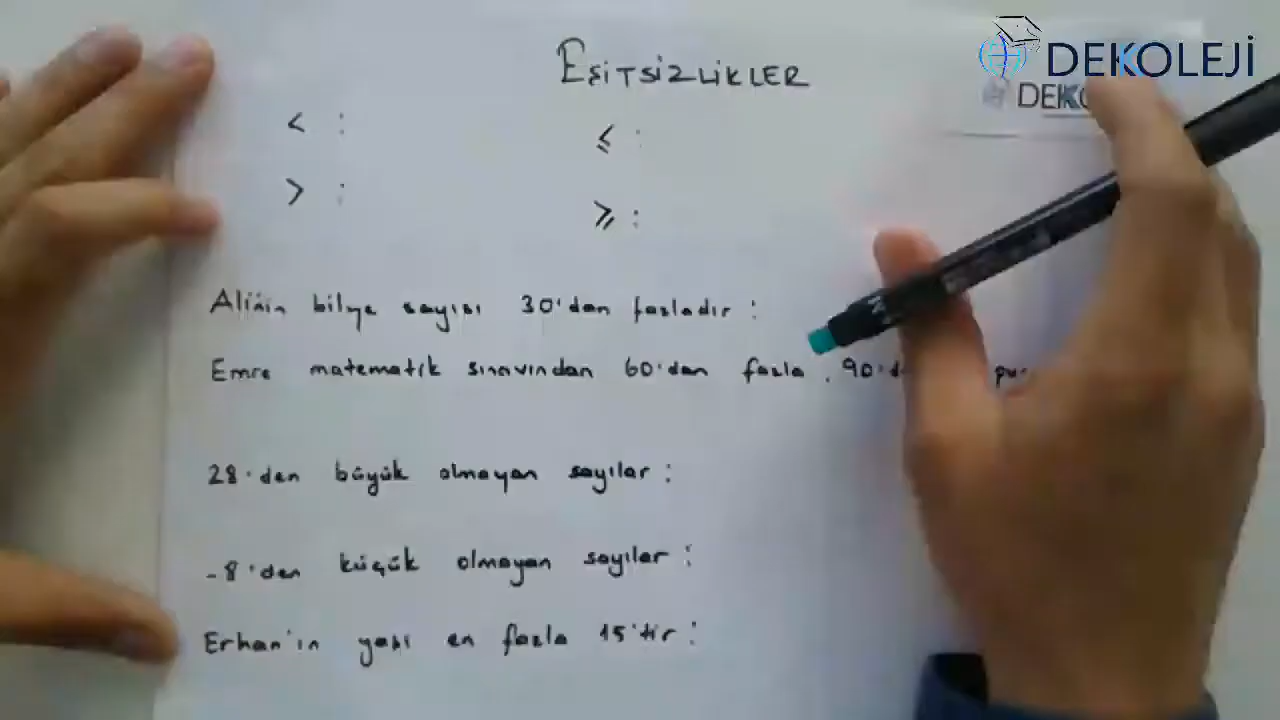 DEKOLEJİ
EŞİTSİZLİKLER
< :
≤ :
> :
≥ :
Ali'nin bilye sayısı 30'dan fazladır :
Emre matematik sınavından 60'dan fazla, 90'd
28'den büyük olmayan sayılar :
-8'den küçük olmayan sayılar :
Erhan'ın yaşı en fazla 15'tir :